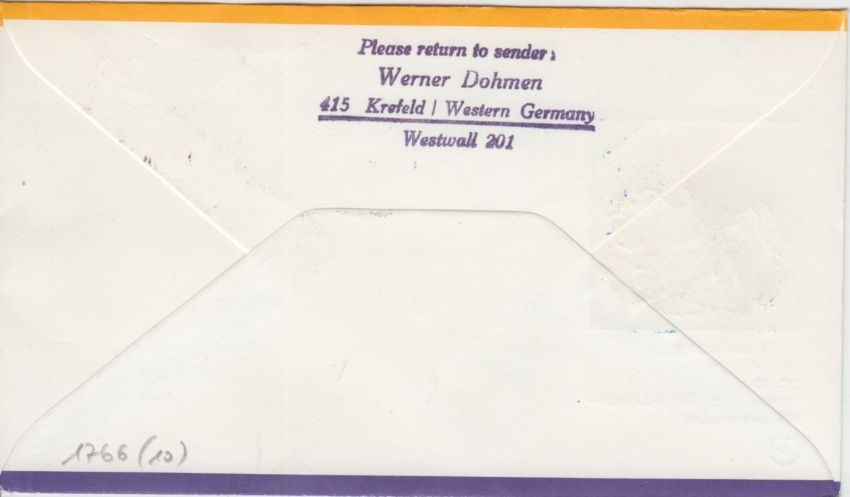 Please return to sender:
Werner Dohmen
415 Krefeld / Western Germany
Westwall 201
1766 (10)